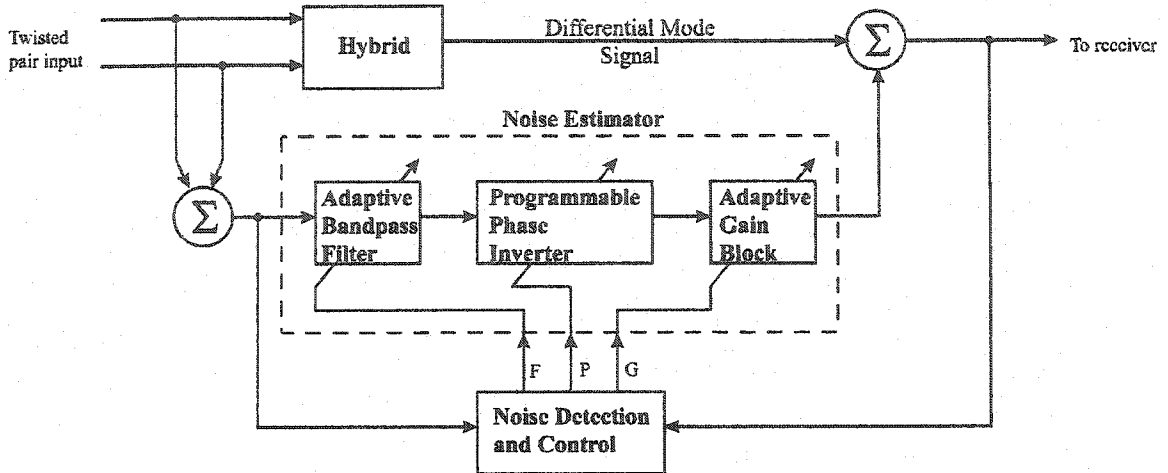 Twisted
pair input
Hybrid
Differential Mode
Signal
Σ
To receiver
Noise Estimator
Σ
Adaptive
Bandpass
Filter
Programmable
Phase
Inverter
Adaptive
Gain
Block
F
P
G
Noise Detection
and Control